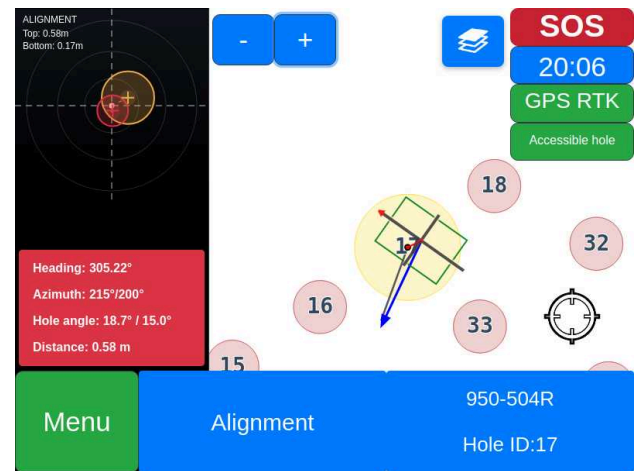 ALIGNMENT
Top: 0.58m
Bottom: 0.17m
-
+
SOS
20:06
GPS RTK
Accessible hole
18
17
32
16
33
15
Heading: 305.22°
Azimuth: 215°/200°
Hole angle: 18.7° / 15.0°
Distance: 0.58 m
Menu
Alignment
950-504R
Hole ID:17